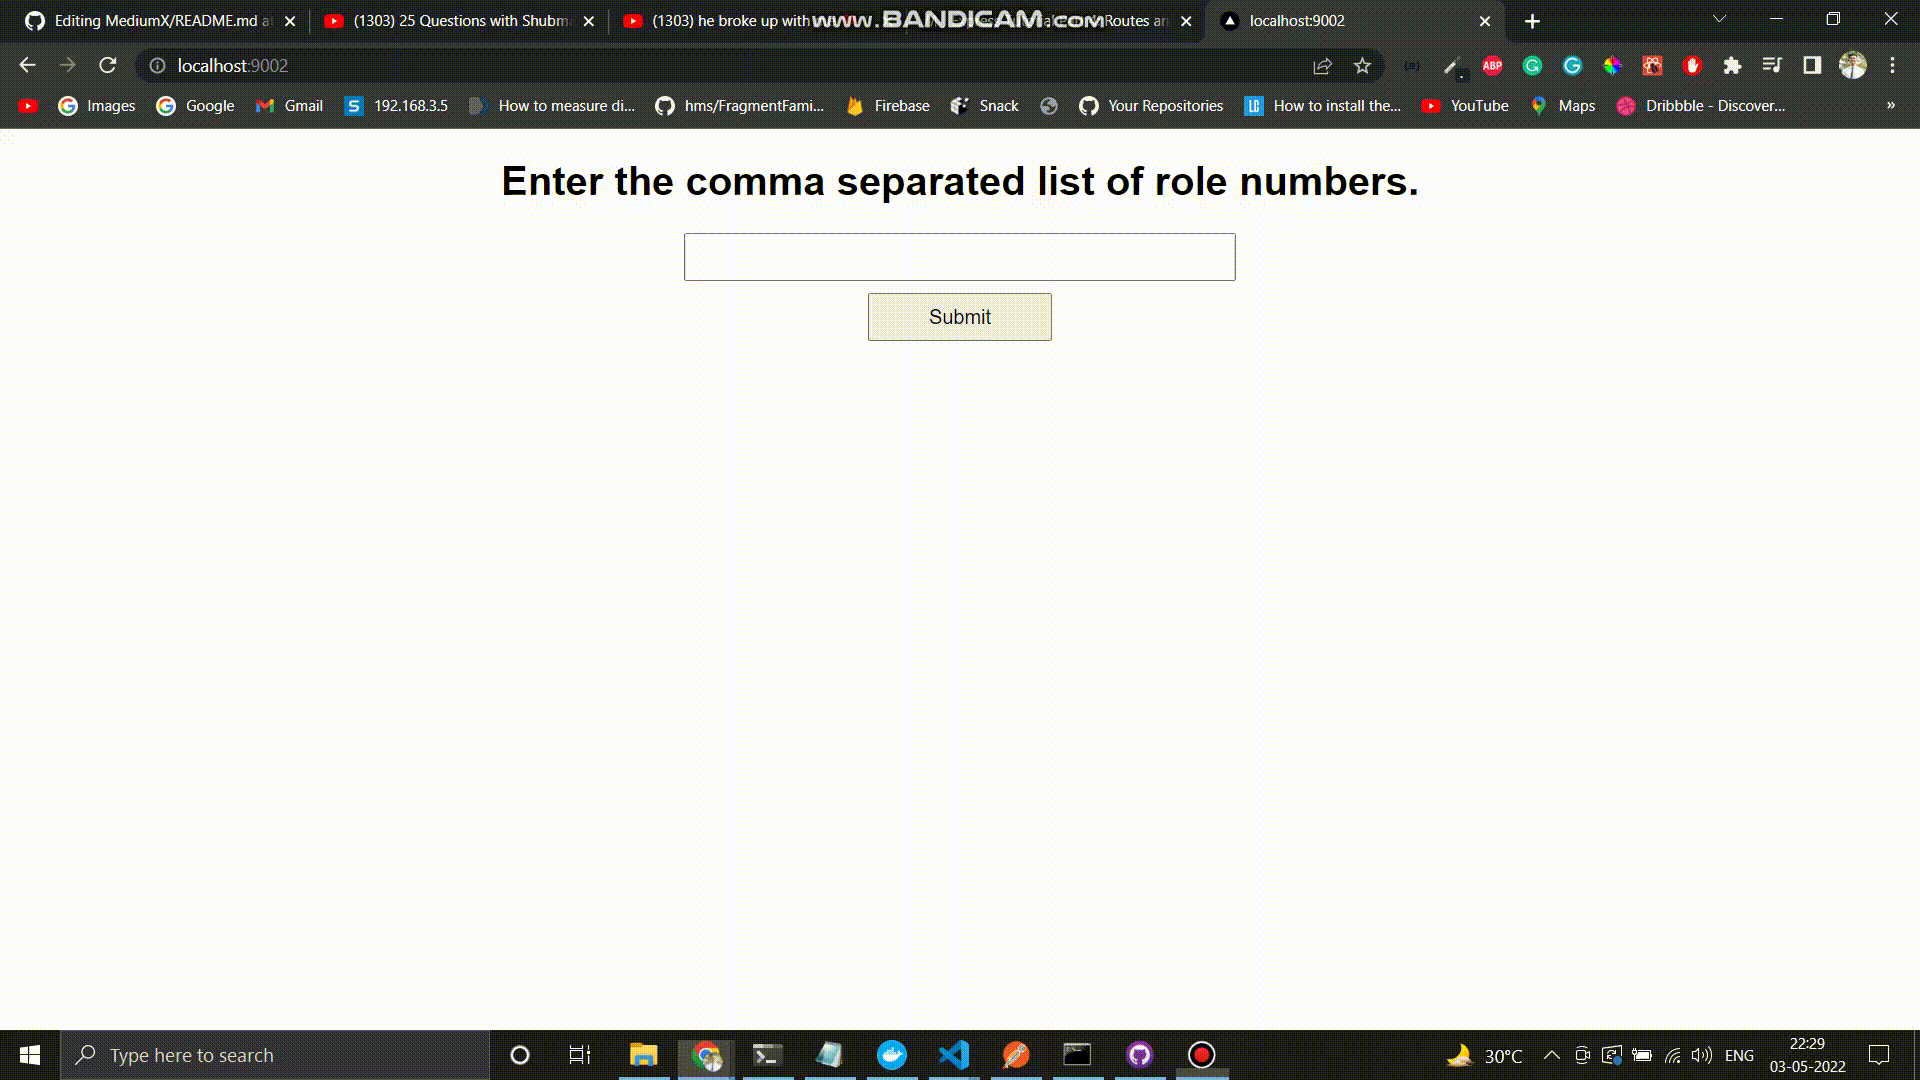 Editing MediumX/README.md at
(1303) 25 Questions with Shubm
(1303) he broke up with
www.BANDICAM.com
Routes an
localhost:9002
localhost:9002
ABP
Images
Google
Gmail
S
192.168.3.5
How to measure di...
hms/FragmentFami...
Firebase
Snack
Your Repositories
LC
How to install the...
YouTube
Maps
Dribbble - Discover...
»
Enter the comma separated list of role numbers.
Submit
Type here to search
30°C
ENG
22:29
03-05-2022